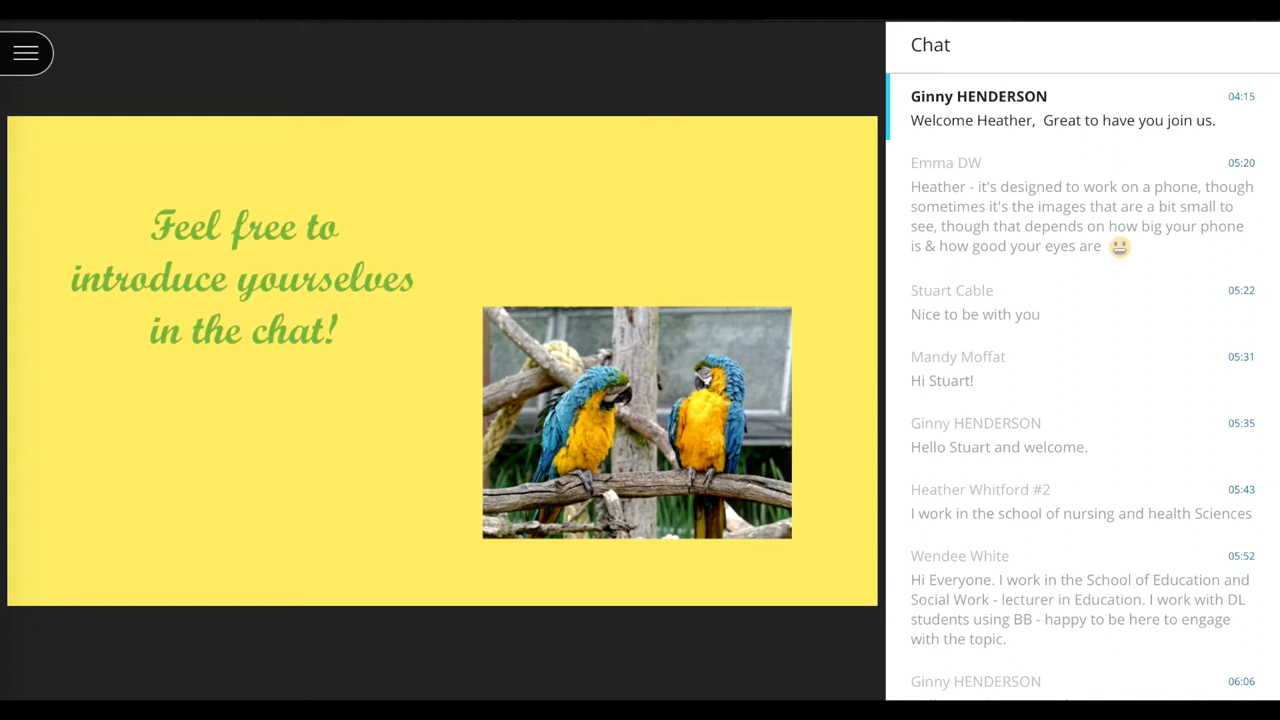 Feel free to
introduce yourselves
in the chat!
Chat
Ginny HENDERSON 04:15
Welcome Heather,  Great to have you join us.
Emma DW 05:20
Heather - it's designed to work on a phone, though
sometimes it's the images that are a bit small to
see, though that depends on how big your phone
is & how good your eyes are 😀
Stuart Cable 05:22
Nice to be with you
Mandy Moffat 05:31
Hi Stuart!
Ginny HENDERSON 05:35
Hello Stuart and welcome.
Heather Whitford #2 05:43
I work in the school of nursing and health Sciences
Wendee White 05:52
Hi Everyone. I work in the School of Education and
Social Work - lecturer in Education. I work with DL
students using BB - happy to be here to engage
with the topic.
Ginny HENDERSON 06:06